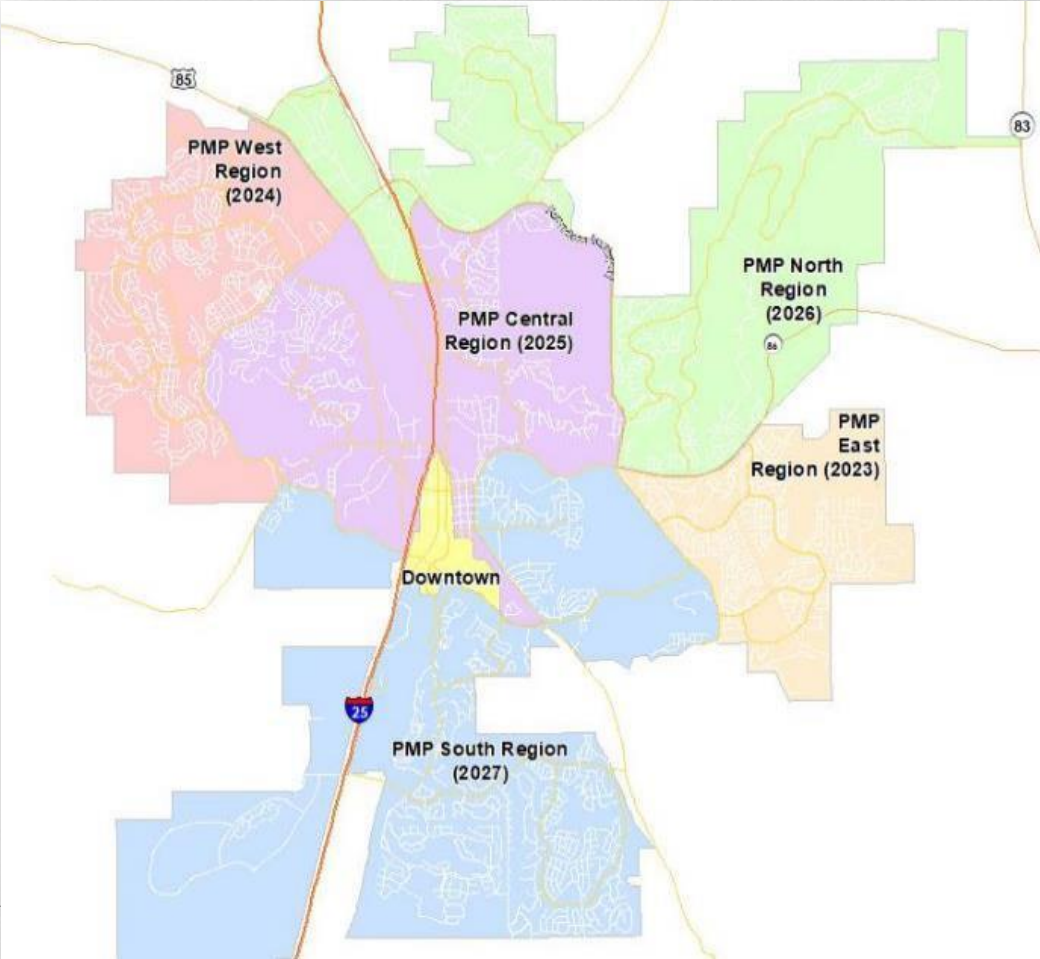 85
83
PMP West
Region
(2024)
PMP North
Region
(2026)
PMP Central
Region (2025)
86
PMP
East
Region (2023)
Downtown
25
PMP South Region
(2027)